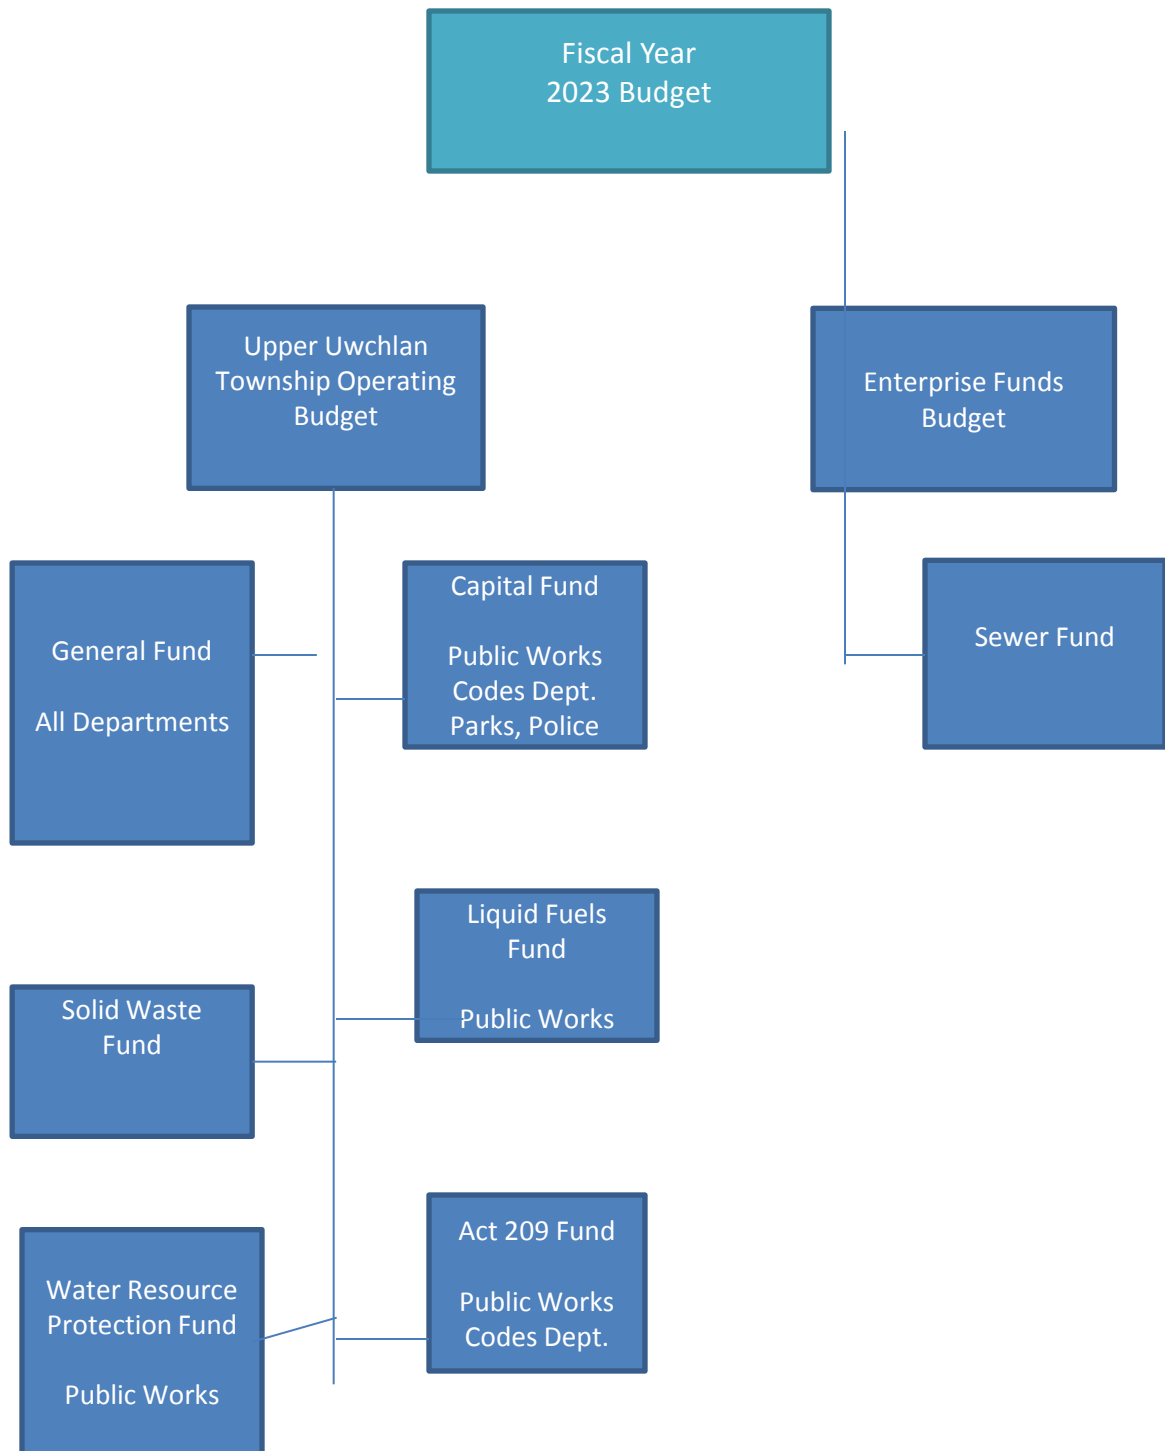 Fiscal Year
2023 Budget
Upper Uwchlan
Township Operating
Budget
Enterprise Funds
Budget
General Fund
All Departments
Capital Fund
Public Works
Codes Dept.
Parks, Police
Sewer Fund
Liquid Fuels
Fund
Public Works
Solid Waste
Fund
Act 209 Fund
Public Works
Codes Dept.
Water Resource
Protection Fund
Public Works